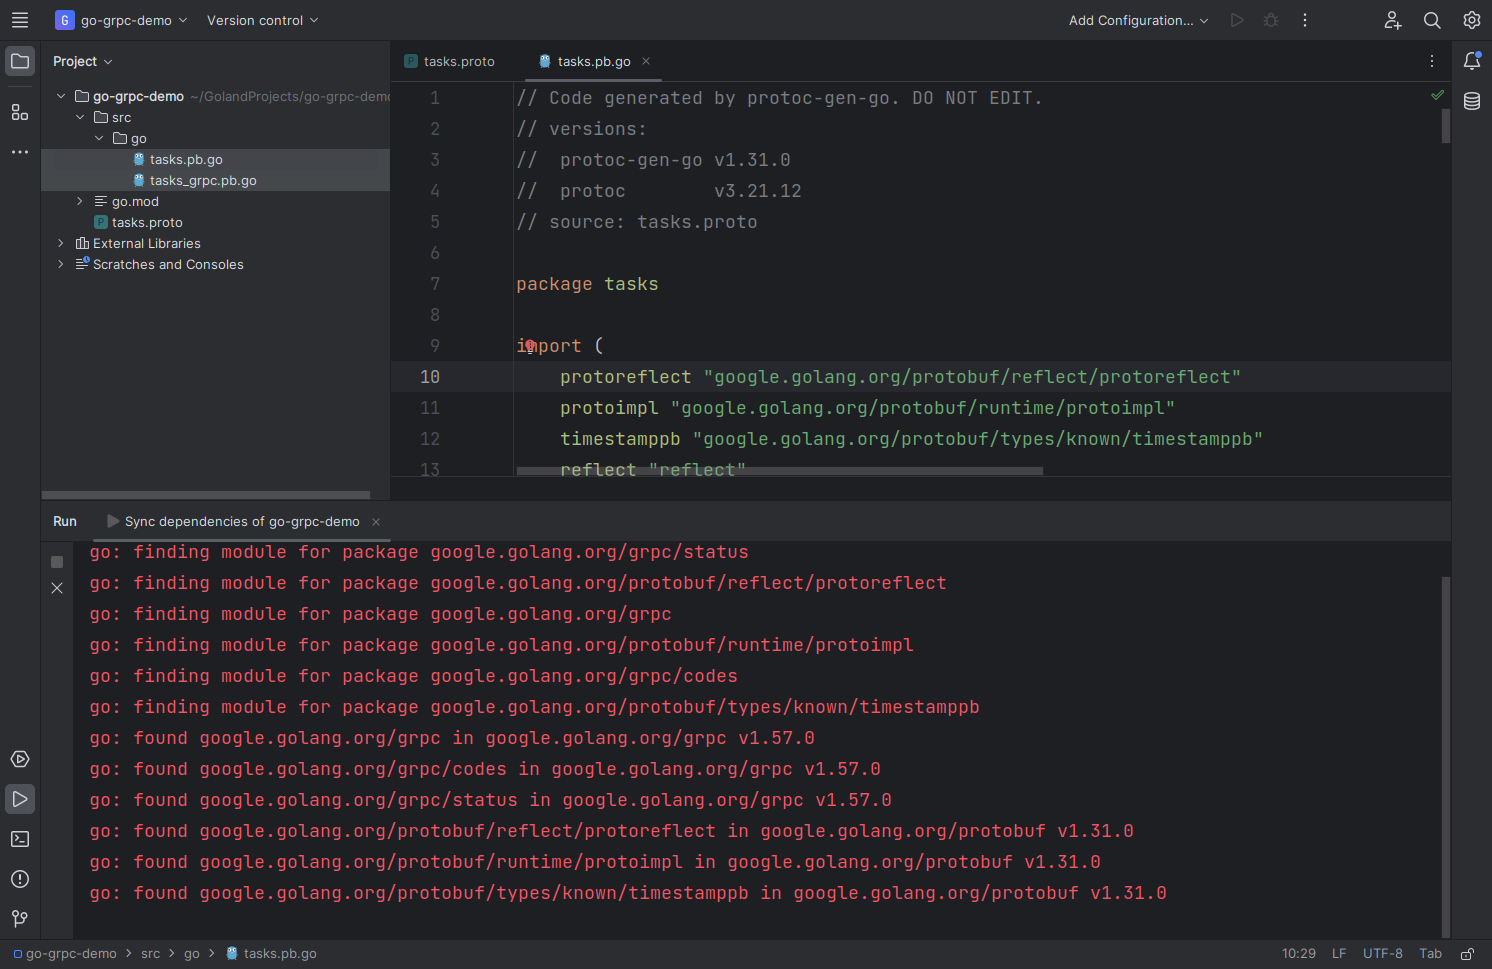 G go-grpc-demo Version control Add Configuration...
Project
tasks.proto tasks.pb.go
go-grpc-demo ~/GolandProjects/go-grpc-demo
src
go
tasks.pb.go
tasks_grpc.pb.go
go.mod
P tasks.proto
External Libraries
Scratches and Consoles
1 // Code generated by protoc-gen-go. DO NOT EDIT.
2 // versions:
3 //  protoc-gen-go v1.31.0
4 //  protoc        v3.21.12
5 // source: tasks.proto
6
7 package tasks
8
9 import (
10     protoreflect "google.golang.org/protobuf/reflect/protoreflect"
11     protoimpl "google.golang.org/protobuf/runtime/protoimpl"
12     timestamppb "google.golang.org/protobuf/types/known/timestamppb"
13     reflect "reflect"
Run Sync dependencies of go-grpc-demo
go: finding module for package google.golang.org/grpc/status
go: finding module for package google.golang.org/protobuf/reflect/protoreflect
go: finding module for package google.golang.org/grpc
go: finding module for package google.golang.org/protobuf/runtime/protoimpl
go: finding module for package google.golang.org/grpc/codes
go: finding module for package google.golang.org/protobuf/types/known/timestamppb
go: found google.golang.org/grpc in google.golang.org/grpc v1.57.0
go: found google.golang.org/grpc/codes in google.golang.org/grpc v1.57.0
go: found google.golang.org/grpc/status in google.golang.org/grpc v1.57.0
go: found google.golang.org/protobuf/reflect/protoreflect in google.golang.org/protobuf v1.31.0
go: found google.golang.org/protobuf/runtime/protoimpl in google.golang.org/protobuf v1.31.0
go: found google.golang.org/protobuf/types/known/timestamppb in google.golang.org/protobuf v1.31.0
go-grpc-demo > src > go > tasks.pb.go 10:29 LF UTF-8 Tab